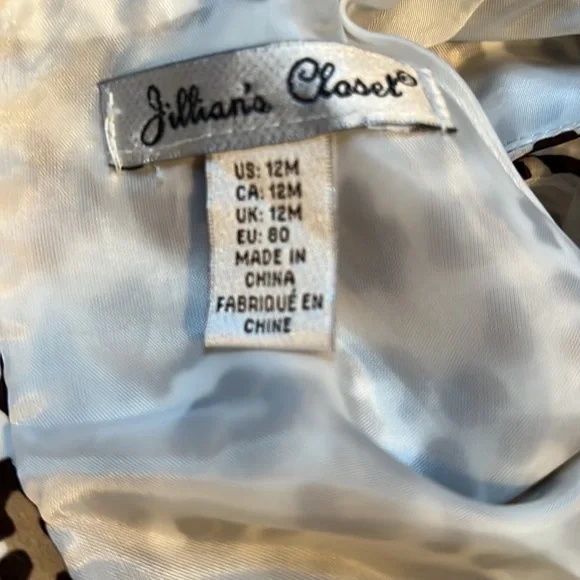 Jillian's Closet©
US: 12M
CA: 12M
UK: 12M
EU: 80
MADE IN
CHINA
FABRIQUÉ EN
CHINE